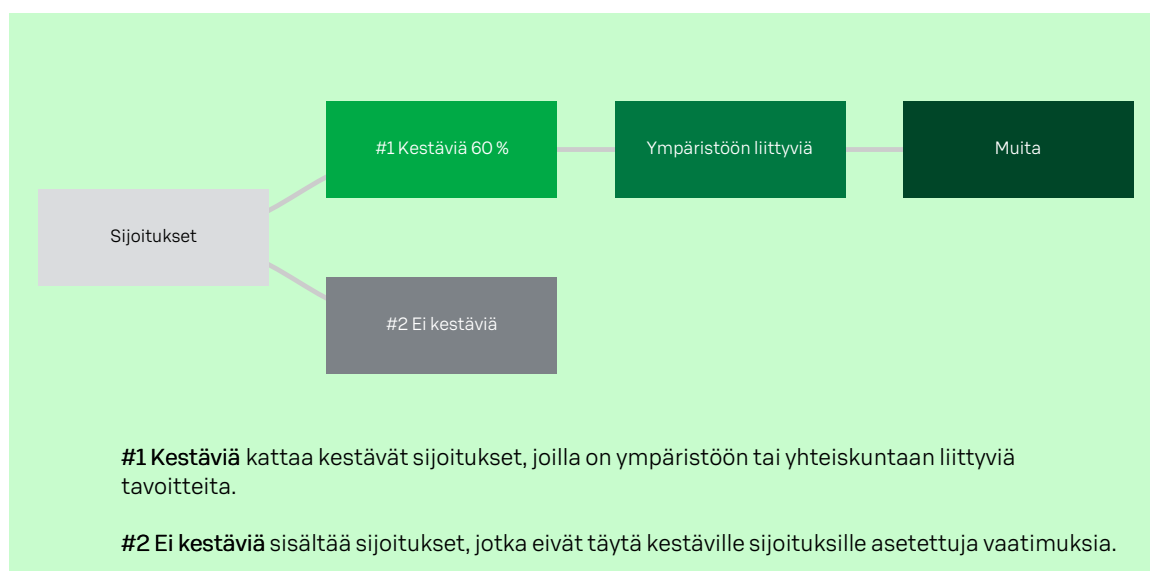 #1 Kestäviä 60 %
Ympäristöön liittyviä
Muita
Sijoitukset
#2 Ei kestäviä
#1 Kestäviä kattaa kestävät sijoitukset, joilla on ympäristöön tai yhteiskuntaan liittyviä
tavoitteita.
#2 Ei kestäviä sisältää sijoitukset, jotka eivät täytä kestäville sijoituksille asetettuja vaatimuksia.